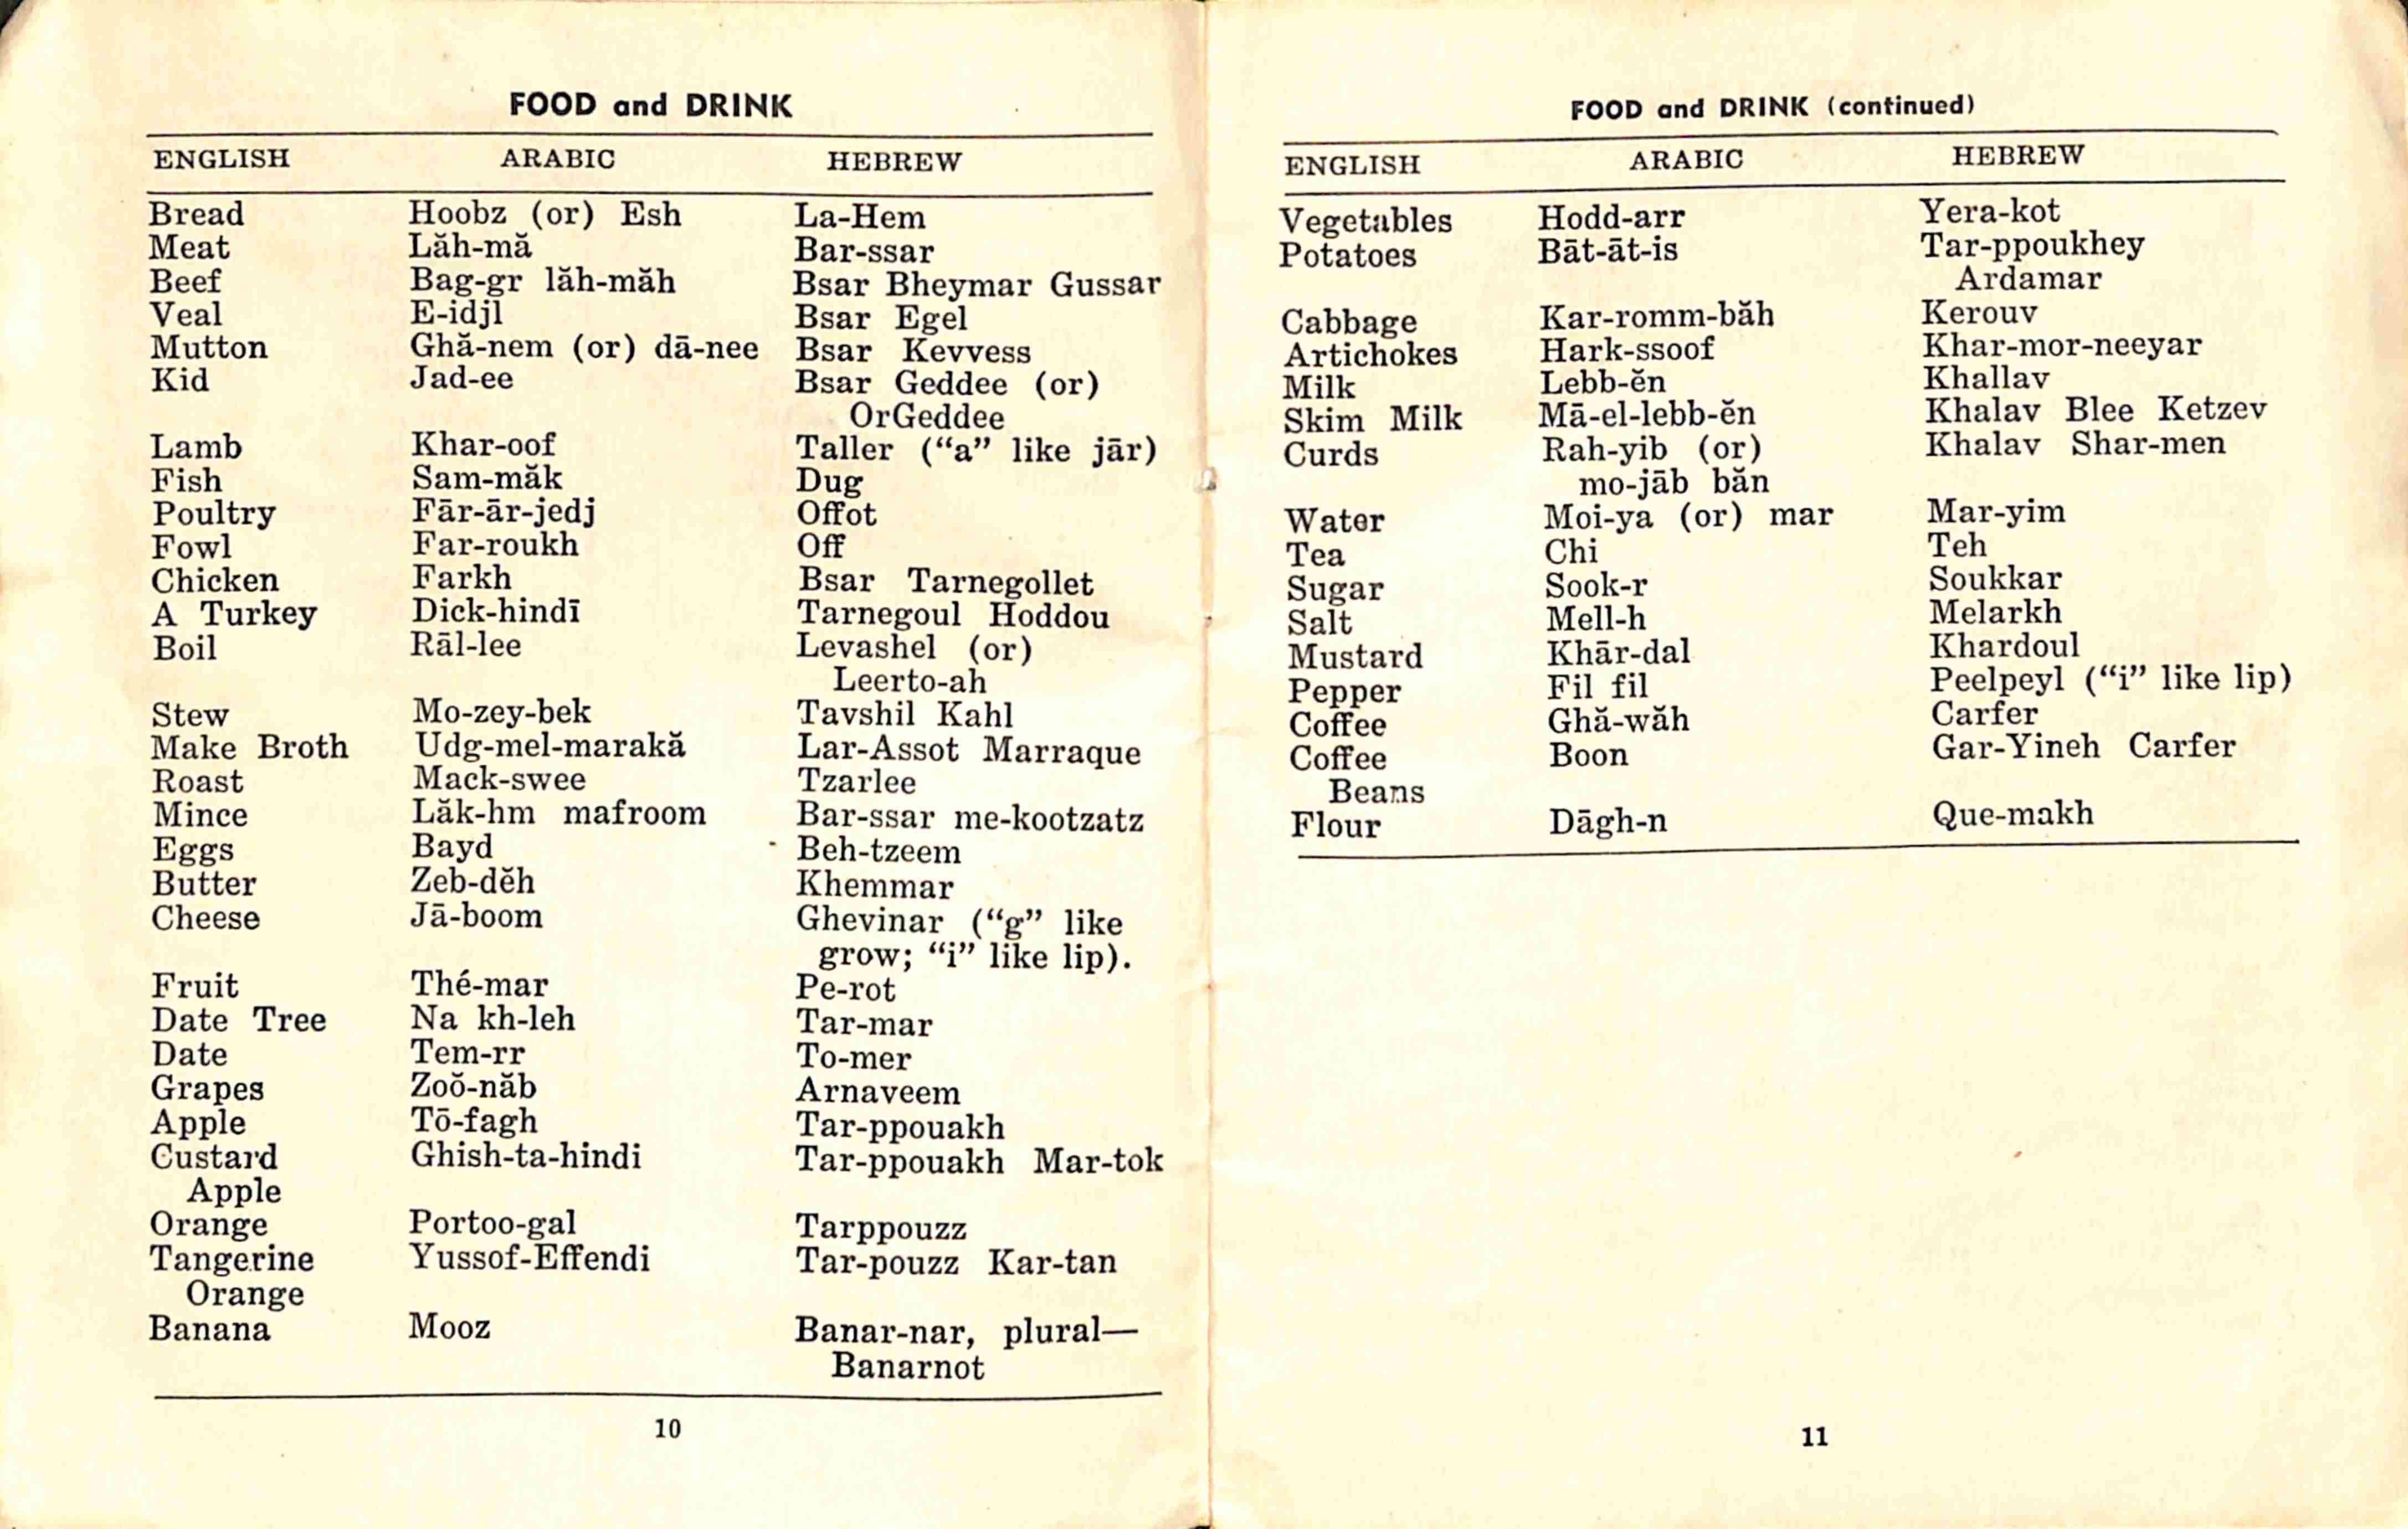 FOOD and DRINK
ENGLISH ARABIC HEBREW
Bread Hoobz (or) Esh La-Hem
Meat Lăh-mă Bar-ssar
Beef Bag-gr lăh-măh Bsar Bheymar Gussar
Veal E-idjl Bsar Egel
Mutton Ghă-nem (or) dā-nee Bsar Kevvess
Kid Jad-ee Bsar Geddee (or)
OrGeddee
Lamb Khar-oof Taller (“a” like jār)
Fish Sam-măk Dug
Poultry Fār-ār-jedj Offot
Fowl Far-roukh Off
Chicken Farkh Bsar Tarnegollet
A Turkey Dick-hindī Tarnegoul Hoddou
Boil Rāl-lee Levashel (or)
Leerto-ah
Stew Mo-zey-bek Tavshil Kahl
Make Broth Udg-mel-marakă Lar-Assot Marraque
Roast Mack-swee Tzarlee
Mince Lăk-hm mafroom Bar-ssar me-kootzatz
Eggs Bayd Beh-tzeem
Butter Zeb-dĕh Khemmar
Cheese Jā-boom Ghevinar (“g” like
grow; “i” like lip).
Fruit Thé-mar Pe-rot
Date Tree Na kh-leh Tar-mar
Date Tem-rr To-mer
Grapes Zoŏ-năb Arnaveem
Apple Tō-fagh Tar-ppouakh
Custard Ghish-ta-hindi Tar-ppouakh Mar-tok
Apple
Orange Portoo-gal Tarppouzz
Tangerine Yussof-Effendi Tar-pouzz Kar-tan
Orange
Banana Mooz Banar-nar, plural—
Banarnot
10
FOOD and DRINK (continued)
ENGLISH ARABIC HEBREW
Vegetables Hodd-arr Yera-kot
Potatoes Bāt-āt-is Tar-ppoukhey
Ardamar
Cabbage Kar-romm-băh Kerouv
Artichokes Hark-ssoof Khar-mor-neeyar
Milk Lebb-ĕn Khallav
Skim Milk Mā-el-lebb-ĕn Khalav Blee Ketzev
Curds Rah-yib (or) Khalav Shar-men
mo-jāb băn
Water Moi-ya (or) mar Mar-yim
Tea Chi Teh
Sugar Sook-r Soukkar
Salt Mell-h Melarkh
Mustard Khār-dal Khardoul
Pepper Fil fil Peelpeyl (“i” like lip)
Coffee Ghă-wăh Carfer
Coffee Boon Gar-Yineh Carfer
Beans
Flour Dāgh-n Que-makh
11